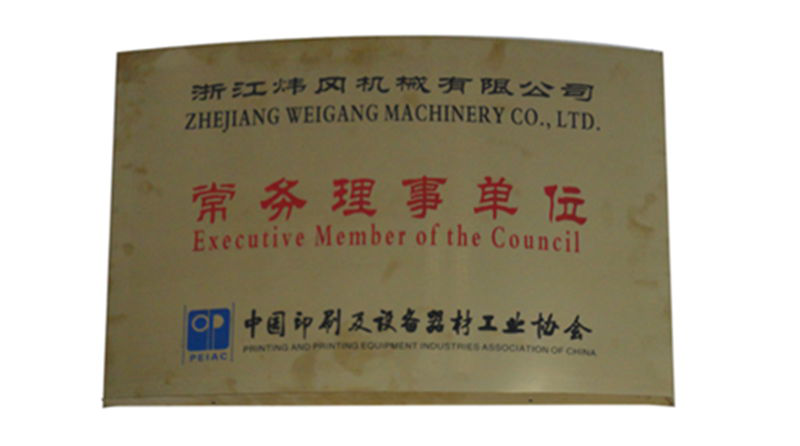 浙江炜冈机械有限公司
ZHEJIANG WEIGANG MACHINERY CO., LTD.
常务理事单位
Executive Member of the Council
PEIAC
中国印刷及设备器材工业协会
PRINTING AND PRINTING EQUIPMENT INDUSTRIES ASSOCIATION OF CHINA